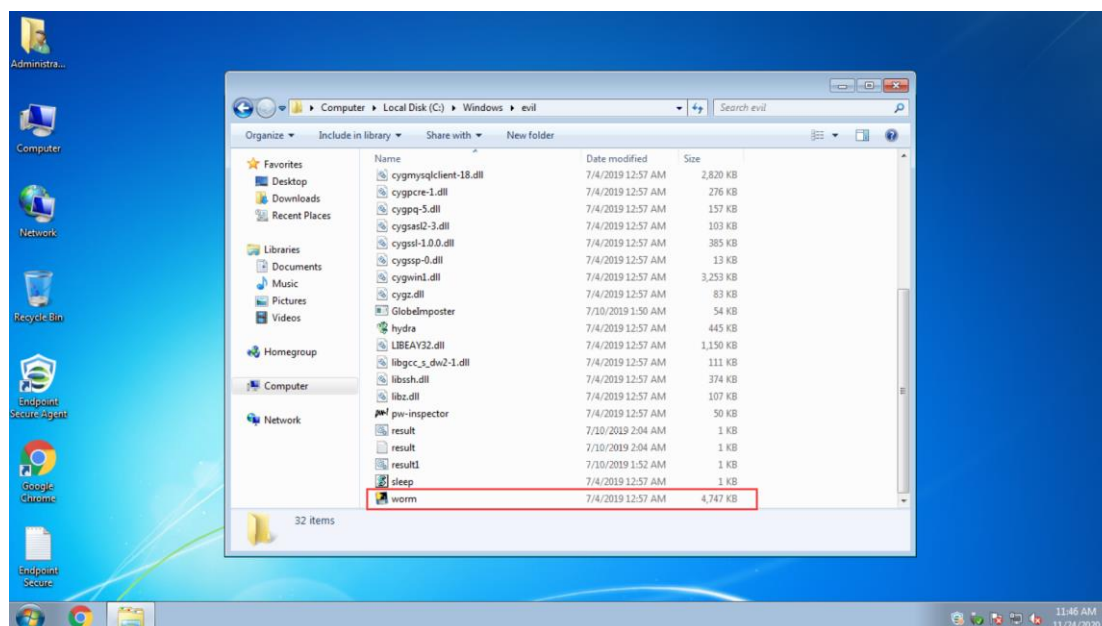 Administra...
Computer
Network
Recycle Bin
Endpoint
Secure Agent
Google
Chrome
Endpoint
Secure
Computer Local Disk (C:) Windows evil
Search evil
Organize Include in library Share with New folder
Favorites
Desktop
Downloads
Recent Places
Libraries
Documents
Music
Pictures
Videos
Homegroup
Computer
Network
Name Date modified Size
cygmysqlclient-18.dll 7/4/2019 12:57 AM 2,820 KB
cygpcre-1.dll 7/4/2019 12:57 AM 276 KB
cygpq-5.dll 7/4/2019 12:57 AM 157 KB
cygsasl2-3.dll 7/4/2019 12:57 AM 103 KB
cygssl-1.0.0.dll 7/4/2019 12:57 AM 385 KB
cygssp-0.dll 7/4/2019 12:57 AM 13 KB
cygwin1.dll 7/4/2019 12:57 AM 3,253 KB
cygz.dll 7/4/2019 12:57 AM 83 KB
GlobeImposter 7/10/2019 1:50 AM 54 KB
hydra 7/4/2019 12:57 AM 445 KB
LIBEAY32.dll 7/4/2019 12:57 AM 1,150 KB
libgcc_s_dw2-1.dll 7/4/2019 12:57 AM 111 KB
libssh.dll 7/4/2019 12:57 AM 374 KB
libz.dll 7/4/2019 12:57 AM 107 KB
pw-inspector 7/4/2019 12:57 AM 50 KB
result 7/10/2019 2:04 AM 1 KB
result 7/10/2019 2:04 AM 1 KB
result1 7/10/2019 1:52 AM 1 KB
sleep 7/4/2019 12:57 AM 1 KB
worm 7/4/2019 12:57 AM 4,747 KB
32 items
11:46 AM
11/24/2020